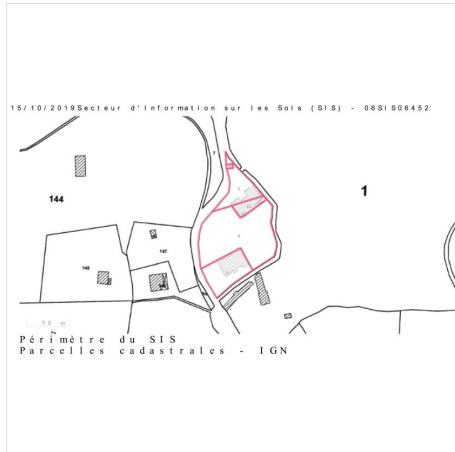 15/10/2019Secteur d'Information sur les Sols (SIS) - 06SIS06452
7
144
1
147
148
50 m
Périmètre du SIS
Parcelles cadastrales - IGN